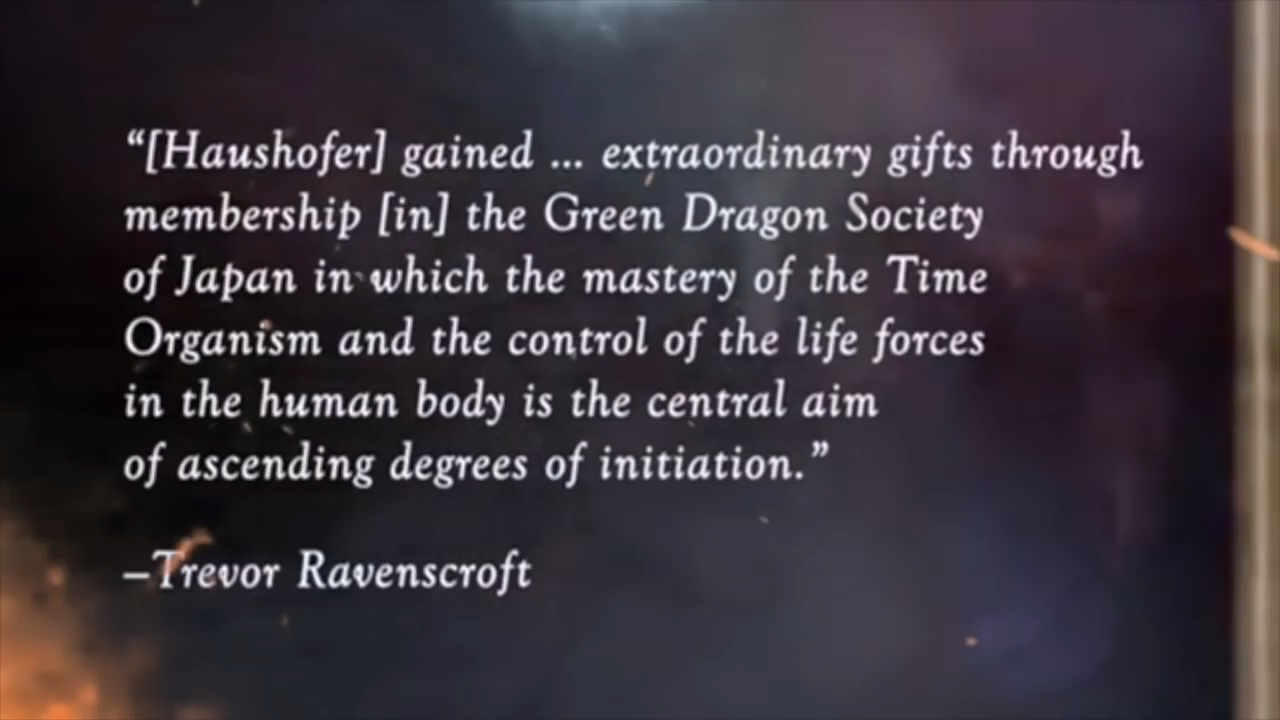 “[Haushofer] gained ... extraordinary gifts through
membership [in] the Green Dragon Society
of Japan in which the mastery of the Time
Organism and the control of the life forces
in the human body is the central aim
of ascending degrees of initiation.”
–Trevor Ravenscroft